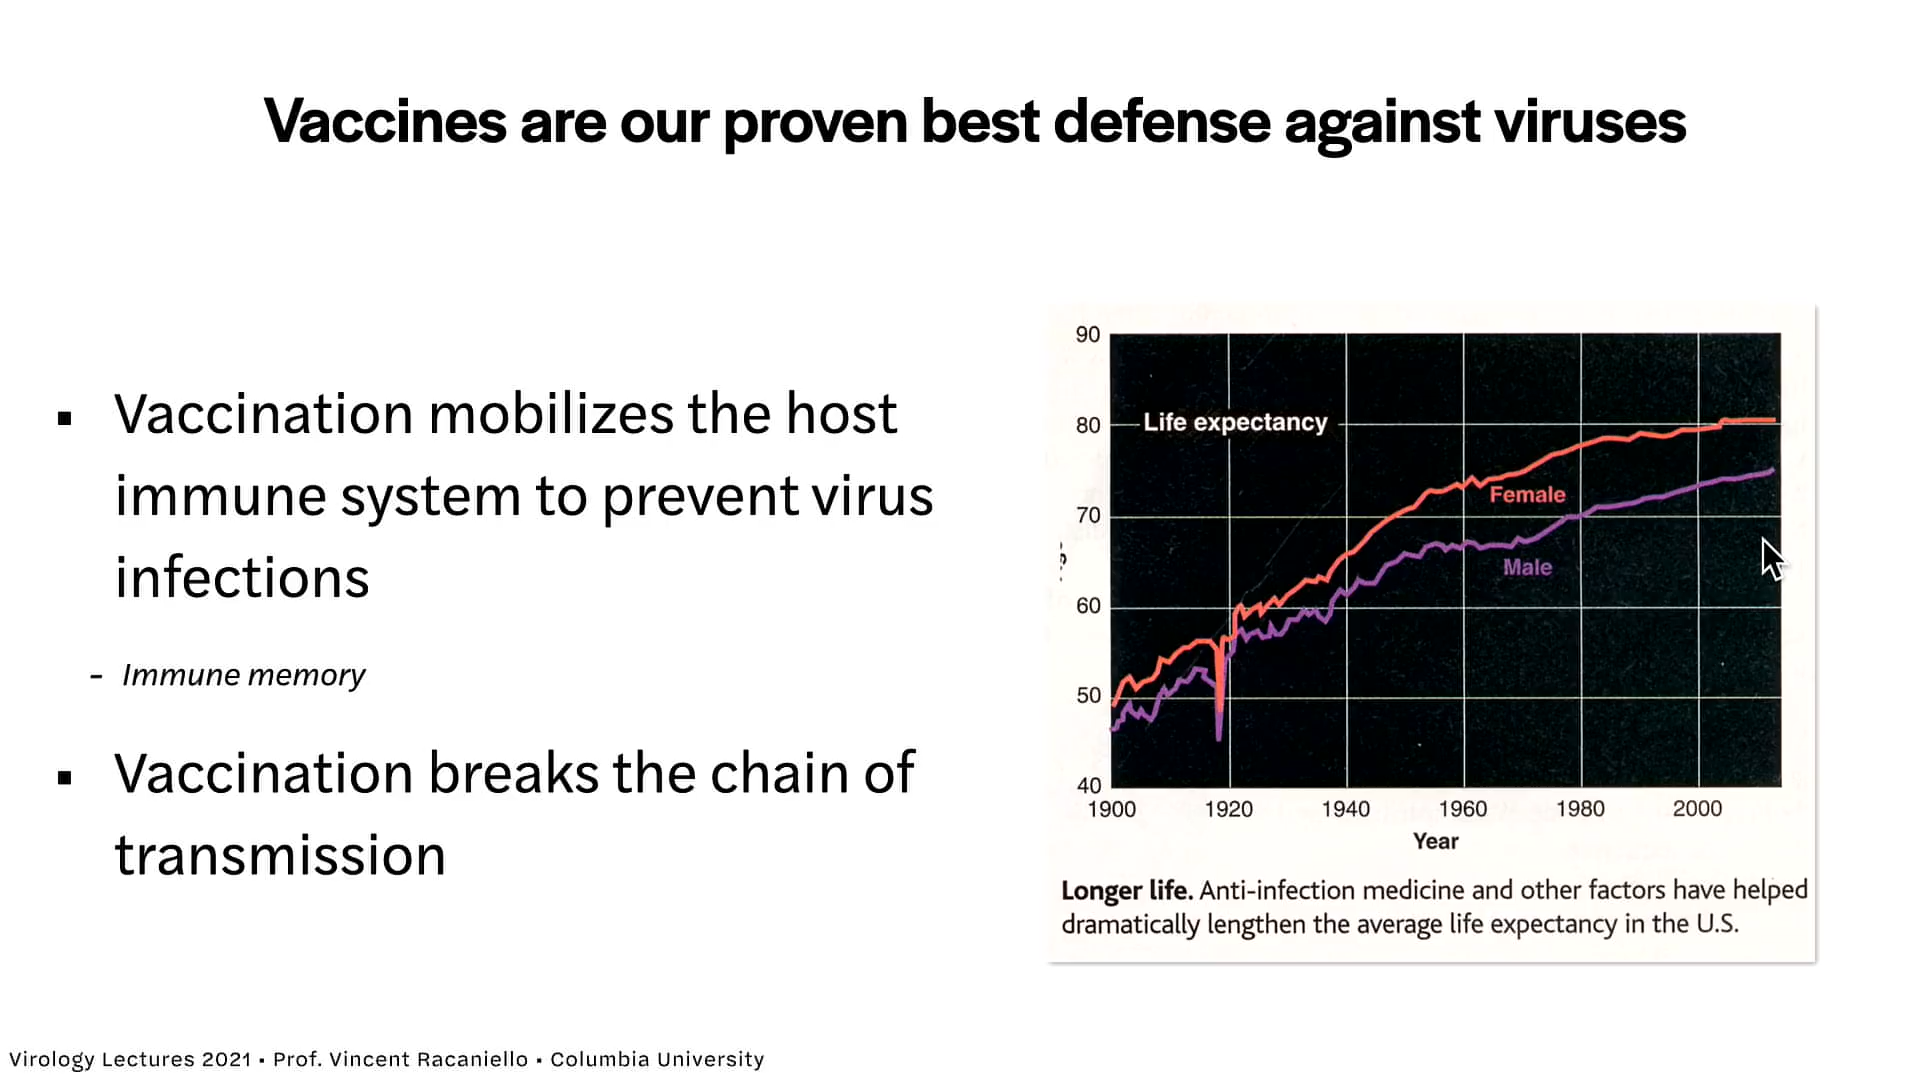 Vaccines are our proven best defense against viruses
▪ Vaccination mobilizes the host
immune system to prevent virus
infections
- Immune memory
▪ Vaccination breaks the chain of
transmission
90
80
70
60
50
40
Life expectancy
Female
Male
1900 1920 1940 1960 1980 2000
Year
Longer life. Anti-infection medicine and other factors have helped
dramatically lengthen the average life expectancy in the U.S.
Virology Lectures 2021 • Prof. Vincent Racaniello • Columbia University